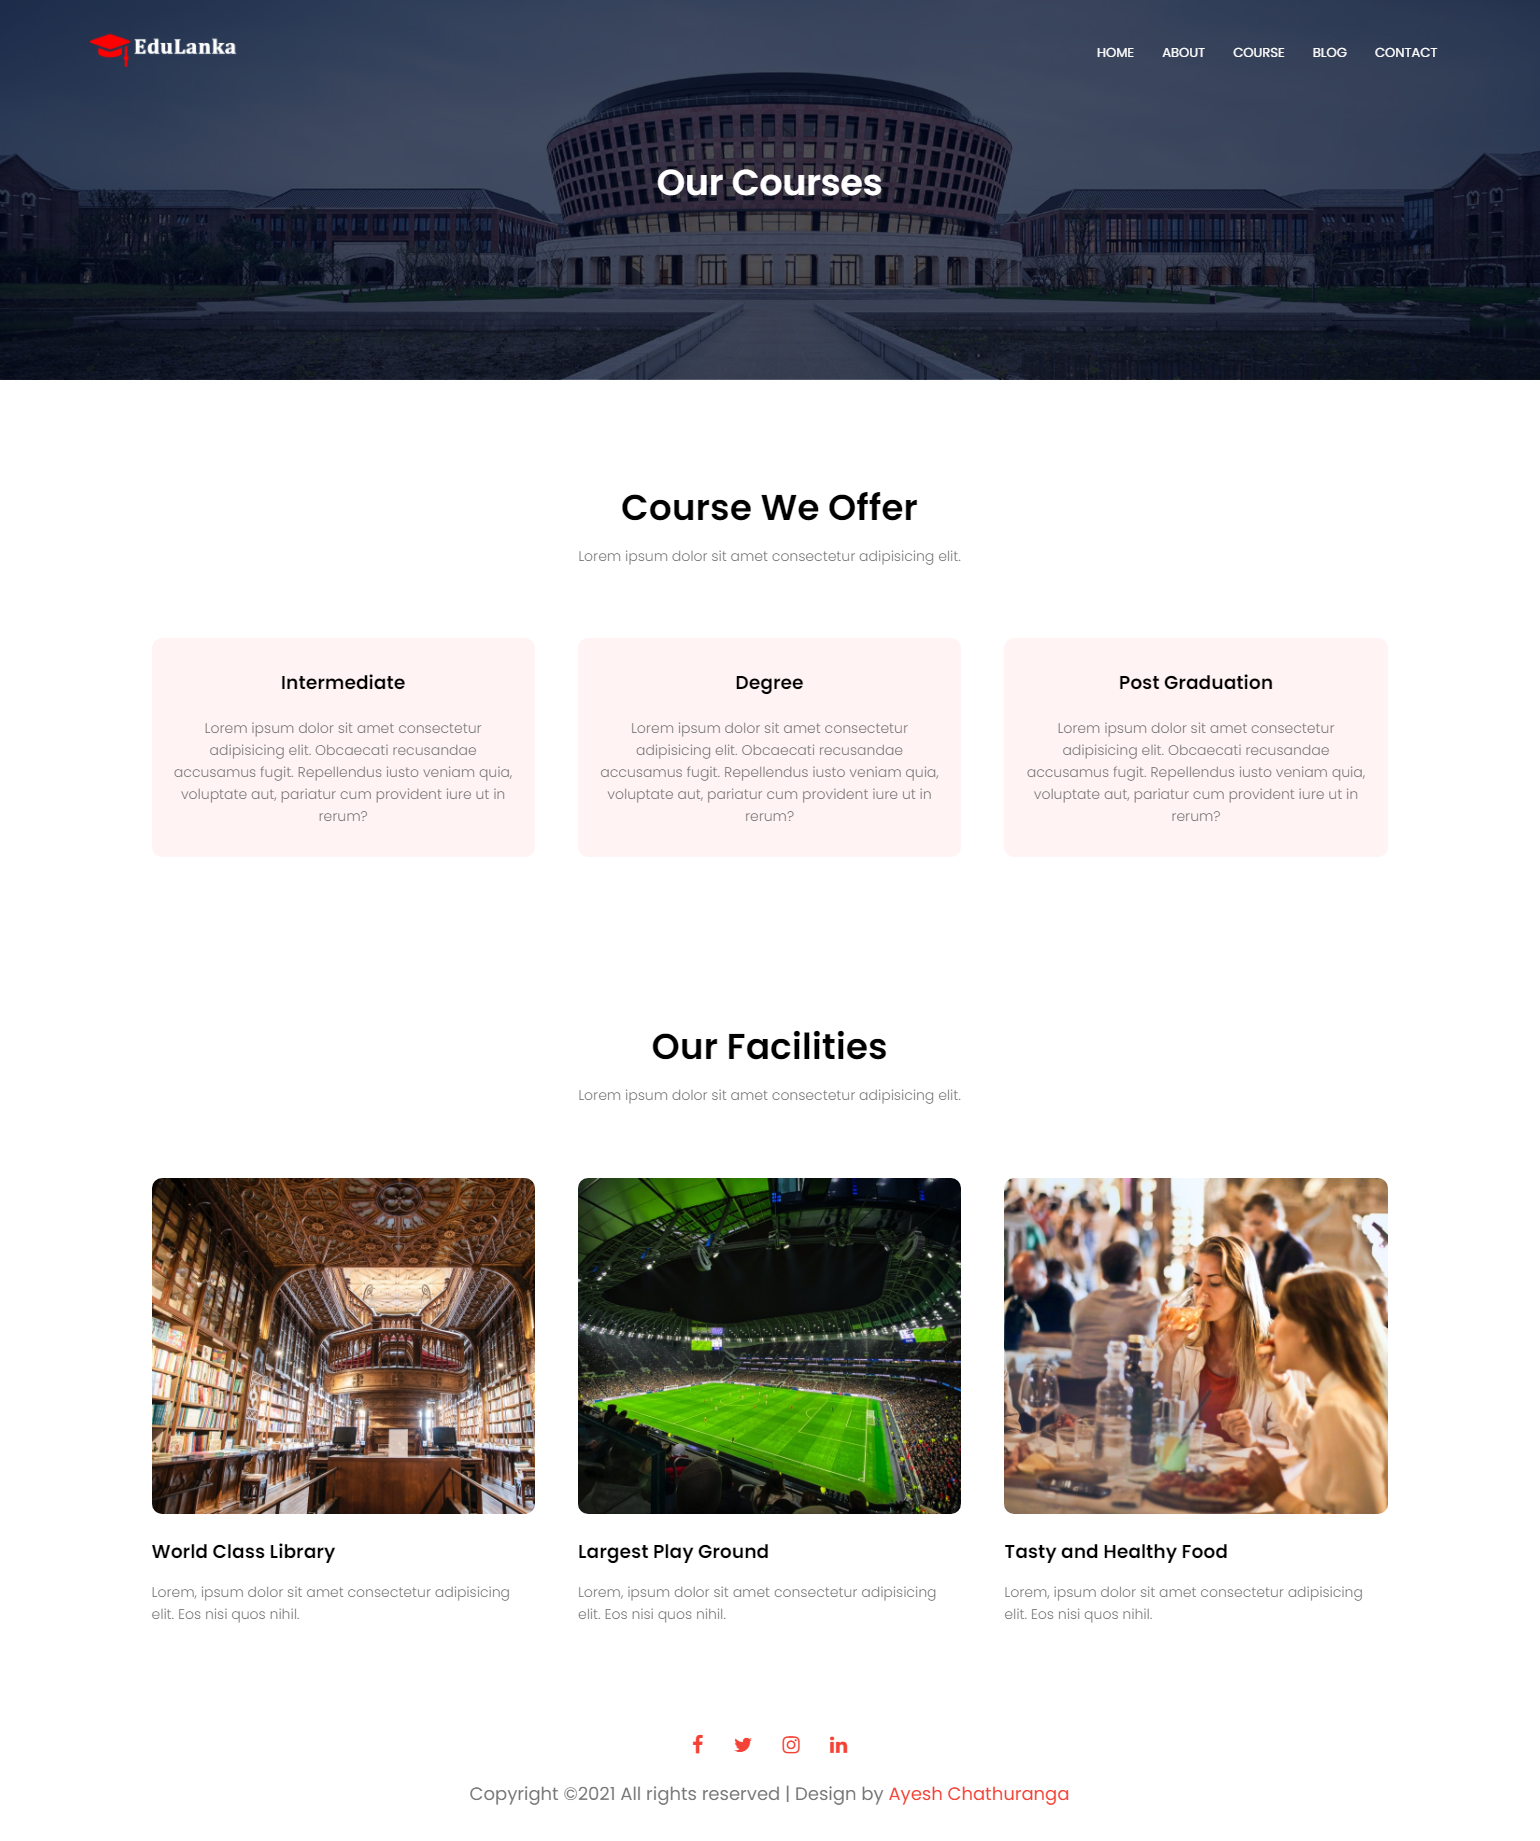 EduLanka
HOME ABOUT COURSE BLOG CONTACT
Our Courses
Course We Offer
Lorem ipsum dolor sit amet consectetur adipisicing elit.
Intermediate
Lorem ipsum dolor sit amet consectetur
adipisicing elit. Obcaecati recusandae
accusamus fugit. Repellendus iusto veniam quia,
voluptate aut, pariatur cum provident iure ut in
rerum?
Degree
Lorem ipsum dolor sit amet consectetur
adipisicing elit. Obcaecati recusandae
accusamus fugit. Repellendus iusto veniam quia,
voluptate aut, pariatur cum provident iure ut in
rerum?
Post Graduation
Lorem ipsum dolor sit amet consectetur
adipisicing elit. Obcaecati recusandae
accusamus fugit. Repellendus iusto veniam quia,
voluptate aut, pariatur cum provident iure ut in
rerum?
Our Facilities
Lorem ipsum dolor sit amet consectetur adipisicing elit.
World Class Library
Lorem, ipsum dolor sit amet consectetur adipisicing
elit. Eos nisi quos nihil.
Largest Play Ground
Lorem, ipsum dolor sit amet consectetur adipisicing
elit. Eos nisi quos nihil.
Tasty and Healthy Food
Lorem, ipsum dolor sit amet consectetur adipisicing
elit. Eos nisi quos nihil.
Copyright ©2021 All rights reserved | Design by Ayesh Chathuranga